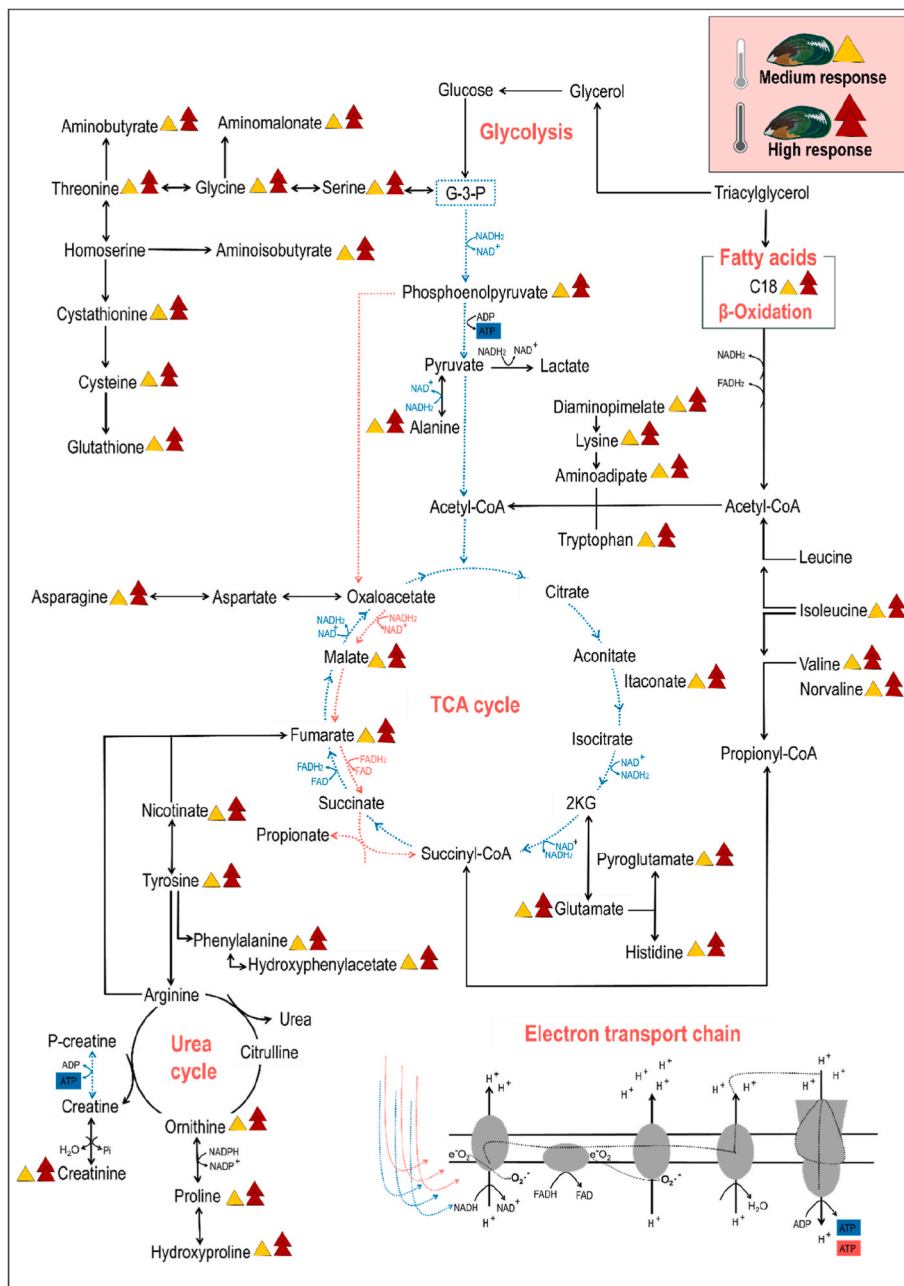 Medium response
High response
Glucose
Glycerol
Glycolysis
Aminobutyrate
Aminomalonate
Threonine
Glycine
Serine
G-3-P
Triacylglycerol
NADH₂
NAD⁺
Homoserine
Aminoisobutyrate
Fatty acids
C18
β-Oxidation
Phosphoenolpyruvate
Cystathionine
ADP
ATP
Pyruvate
NADH₂
NAD⁺
Lactate
NADH₂
FADH₂
Cysteine
NAD⁺
NADH₂
Alanine
Diaminopimelate
Lysine
Glutathione
Aminoadipate
Acetyl-CoA
Acetyl-CoA
Tryptophan
Leucine
Asparagine
Aspartate
Oxaloacetate
Citrate
Isoleucine
NADH₂
NAD⁺
NADH₂
NAD⁺
Malate
Aconitate
Valine
Itaconate
Norvaline
TCA cycle
Fumarate
Isocitrate
Propionyl-CoA
FADH₂
FAD
FADH₂
FAD
NAD⁺
NADH₂
Succinate
2KG
Nicotinate
Propionate
Succinyl-CoA
NAD⁺
NADH₂
Pyroglutamate
Tyrosine
Glutamate
Phenylalanine
Histidine
Hydroxyphenylacetate
Arginine
Urea
P-creatine
Urea
cycle
Citrulline
Electron transport chain
ADP
ATP
Creatine
H₂O
Pi
Creatinine
Ornithine
NADPH
NADP⁺
Proline
Hydroxyproline
H⁺
H⁺
H⁺
H⁺
H⁺
H⁺
H⁺
H⁺
H⁺
H⁺
H⁺
H⁺
e⁻O₂
O₂·⁻
e⁻O₂
O₂·⁻
NADH
NAD⁺
FADH
FAD
H₂O
ADP
ATP
ATP
H⁺
H⁺
H⁺
H⁺